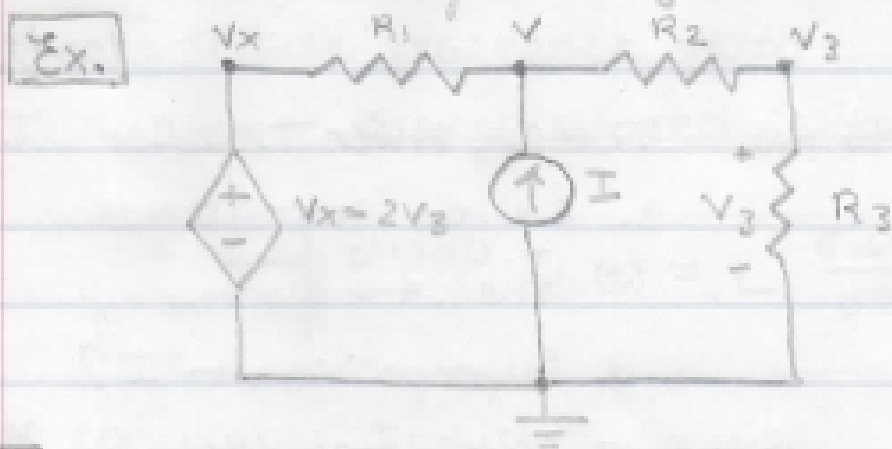 Ex.
Vx R1 V R2 V3
+
-
Vx = 2V3
I
+
V3
-
R3